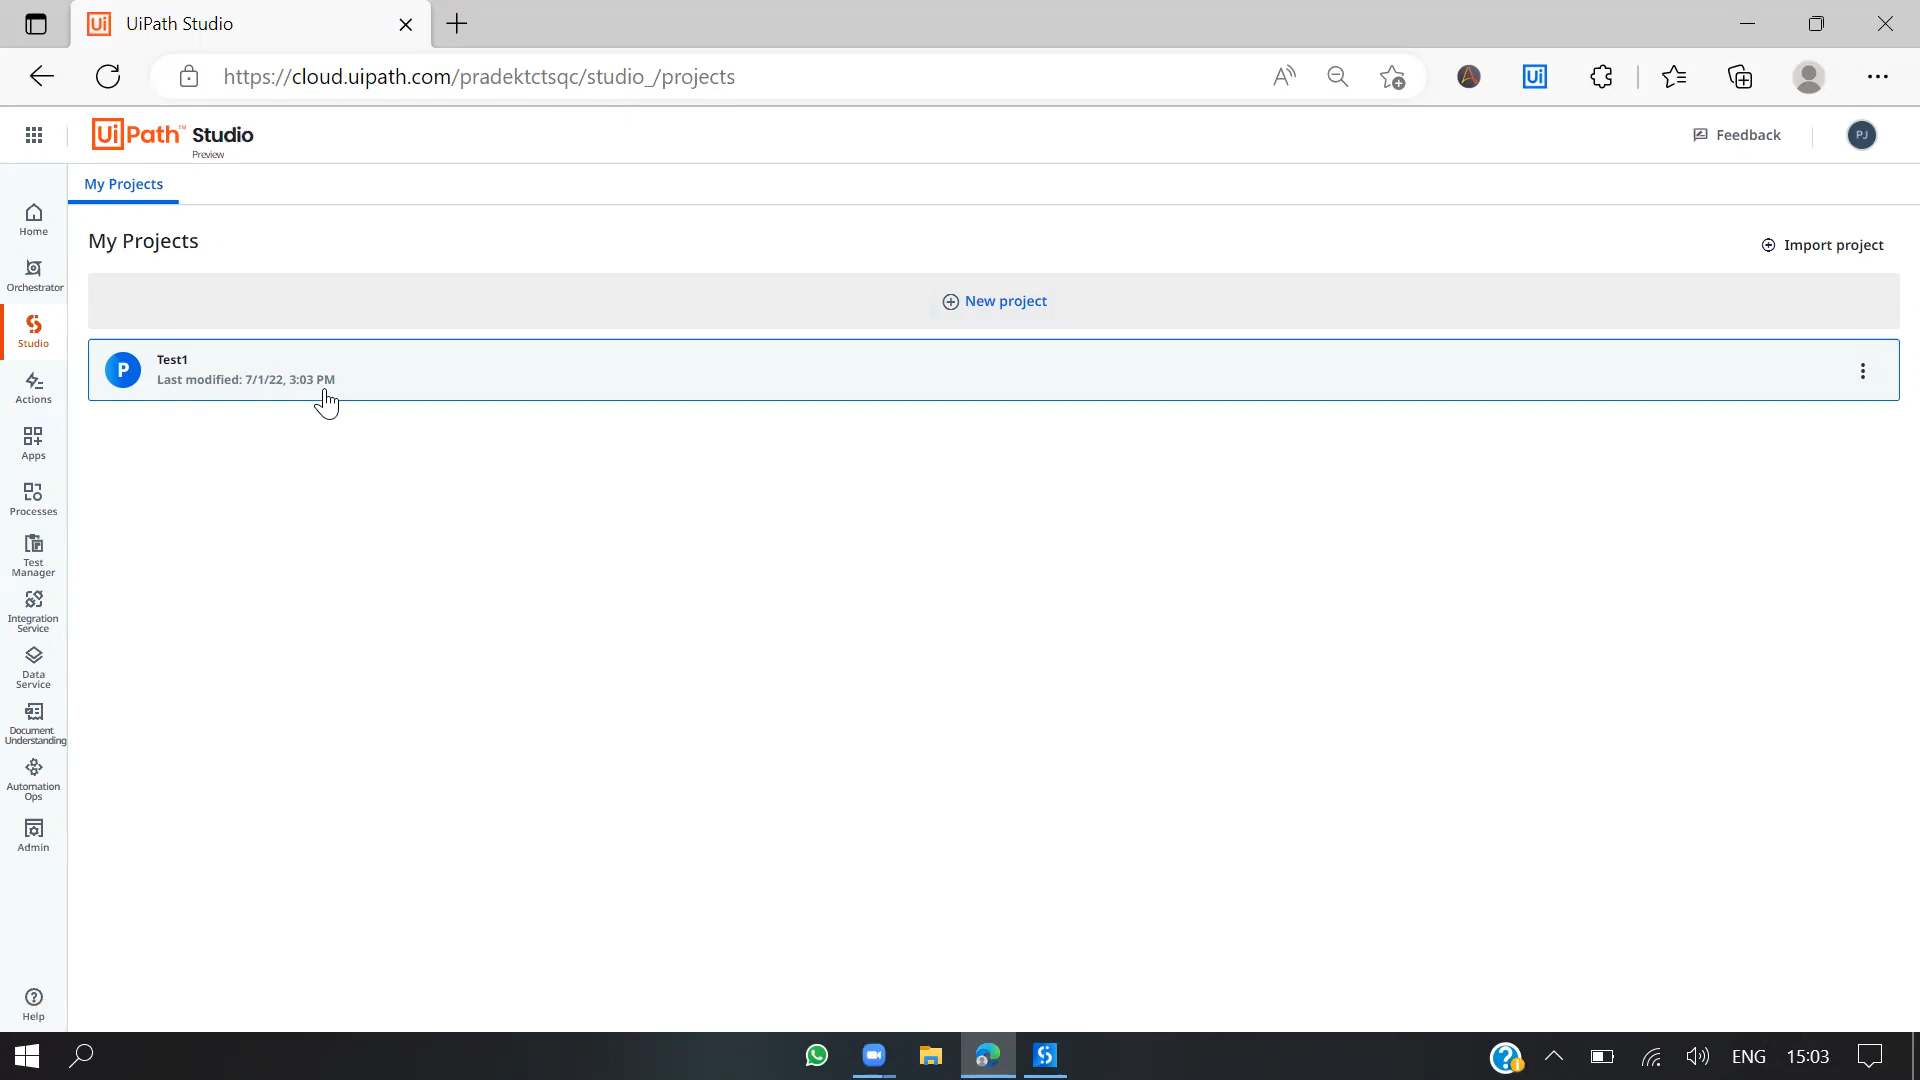 UiPath Studio
https://cloud.uipath.com/pradektctsqc/studio_/projects
UiPath™ Studio
Preview
Feedback
PJ
My Projects
My Projects
Import project
New project
P
Test1
Last modified: 7/1/22, 3:03 PM
Home
Orchestrator
Studio
Actions
Apps
Processes
Test
Manager
Integration
Service
Data
Service
Document
Understanding
Automation
Ops
Admin
Help
ENG 15:03